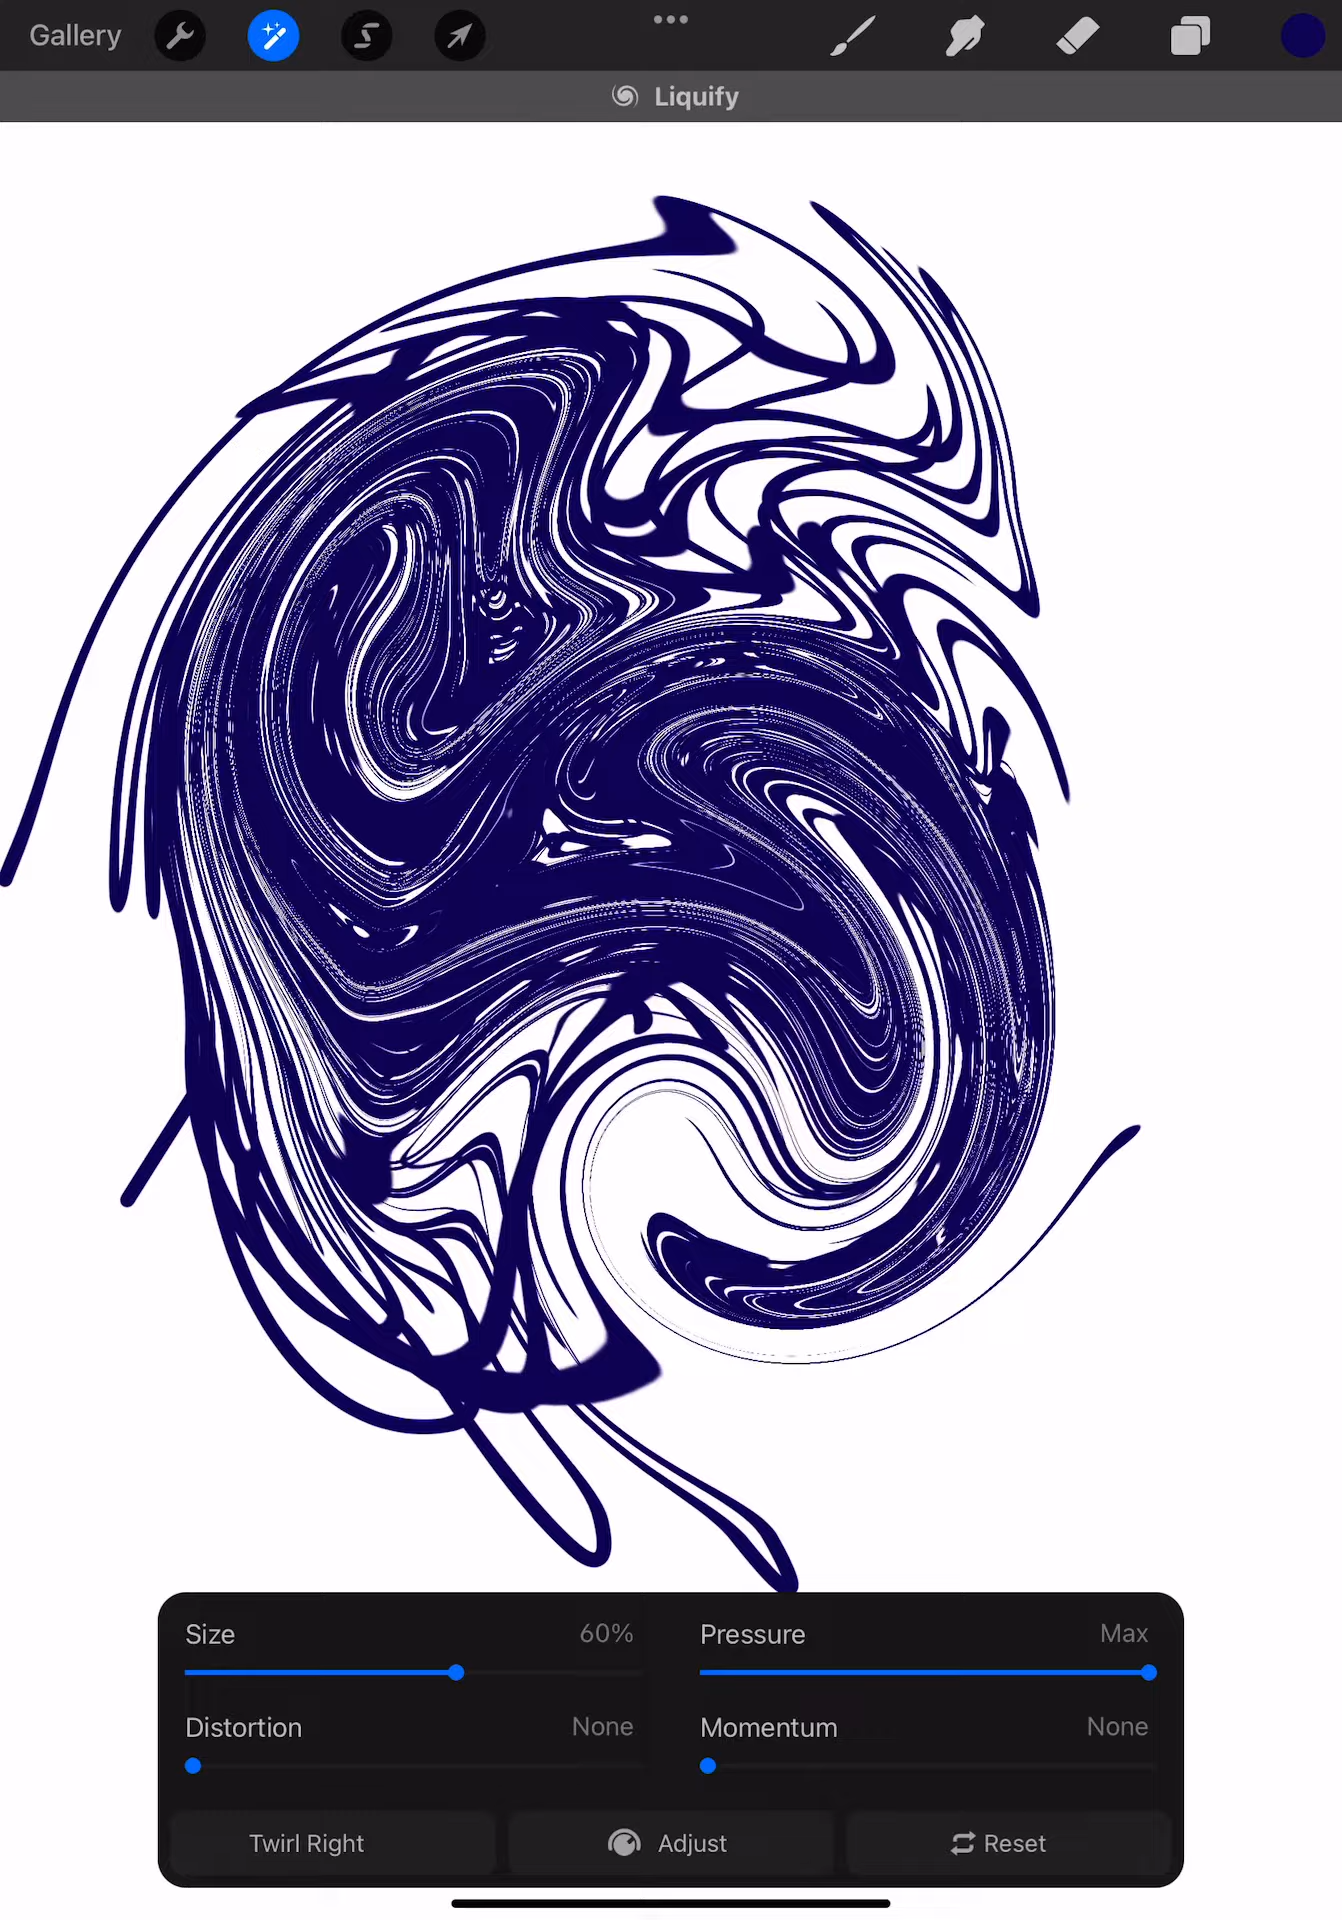 Gallery
Liquify
Size 60% Pressure Max
Distortion None Momentum None
Twirl Right Adjust Reset